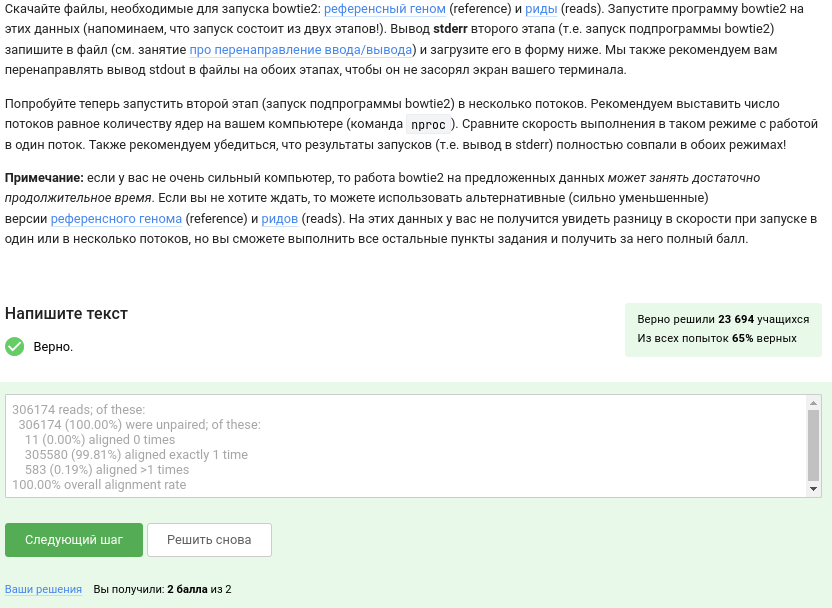 Скачайте файлы, необходимые для запуска bowtie2: референсный геном (reference) и риды (reads). Запустите программу bowtie2 на
этих данных (напоминаем, что запуск состоит из двух этапов!). Вывод stderr второго этапа (т.е. запуск подпрограммы bowtie2)
запишите в файл (см. занятие про перенаправление ввода/вывода) и загрузите его в форму ниже. Мы также рекомендуем вам
перенаправлять вывод stdout в файлы на обоих этапах, чтобы он не засорял экран вашего терминала.
Попробуйте теперь запустить второй этап (запуск подпрограммы bowtie2) в несколько потоков. Рекомендуем выставить число
потоков равное количеству ядер на вашем компьютере (команда nproc ). Сравните скорость выполнения в таком режиме с работой
в один поток. Также рекомендуем убедиться, что результаты запусков (т.е. вывод в stderr) полностью совпали в обоих режимах!
Примечание: если у вас не очень сильный компьютер, то работа bowtie2 на предложенных данных может занять достаточно
продолжительное время. Если вы не хотите ждать, то можете использовать альтернативные (сильно уменьшенные)
версии референсного генома (reference) и ридов (reads). На этих данных у вас не получится увидеть разницу в скорости при запуске в
один или в несколько потоков, но вы сможете выполнить все остальные пункты задания и получить за него полный балл.
Напишите текст
Верно решили 23 694 учащихся
Из всех попыток 65% верных
Верно.
306174 reads; of these:
306174 (100.00%) were unpaired; of these:
11 (0.00%) aligned 0 times
305580 (99.81%) aligned exactly 1 time
583 (0.19%) aligned >1 times
100.00% overall alignment rate
Следующий шаг
Решить снова
Ваши решения Вы получили: 2 балла из 2